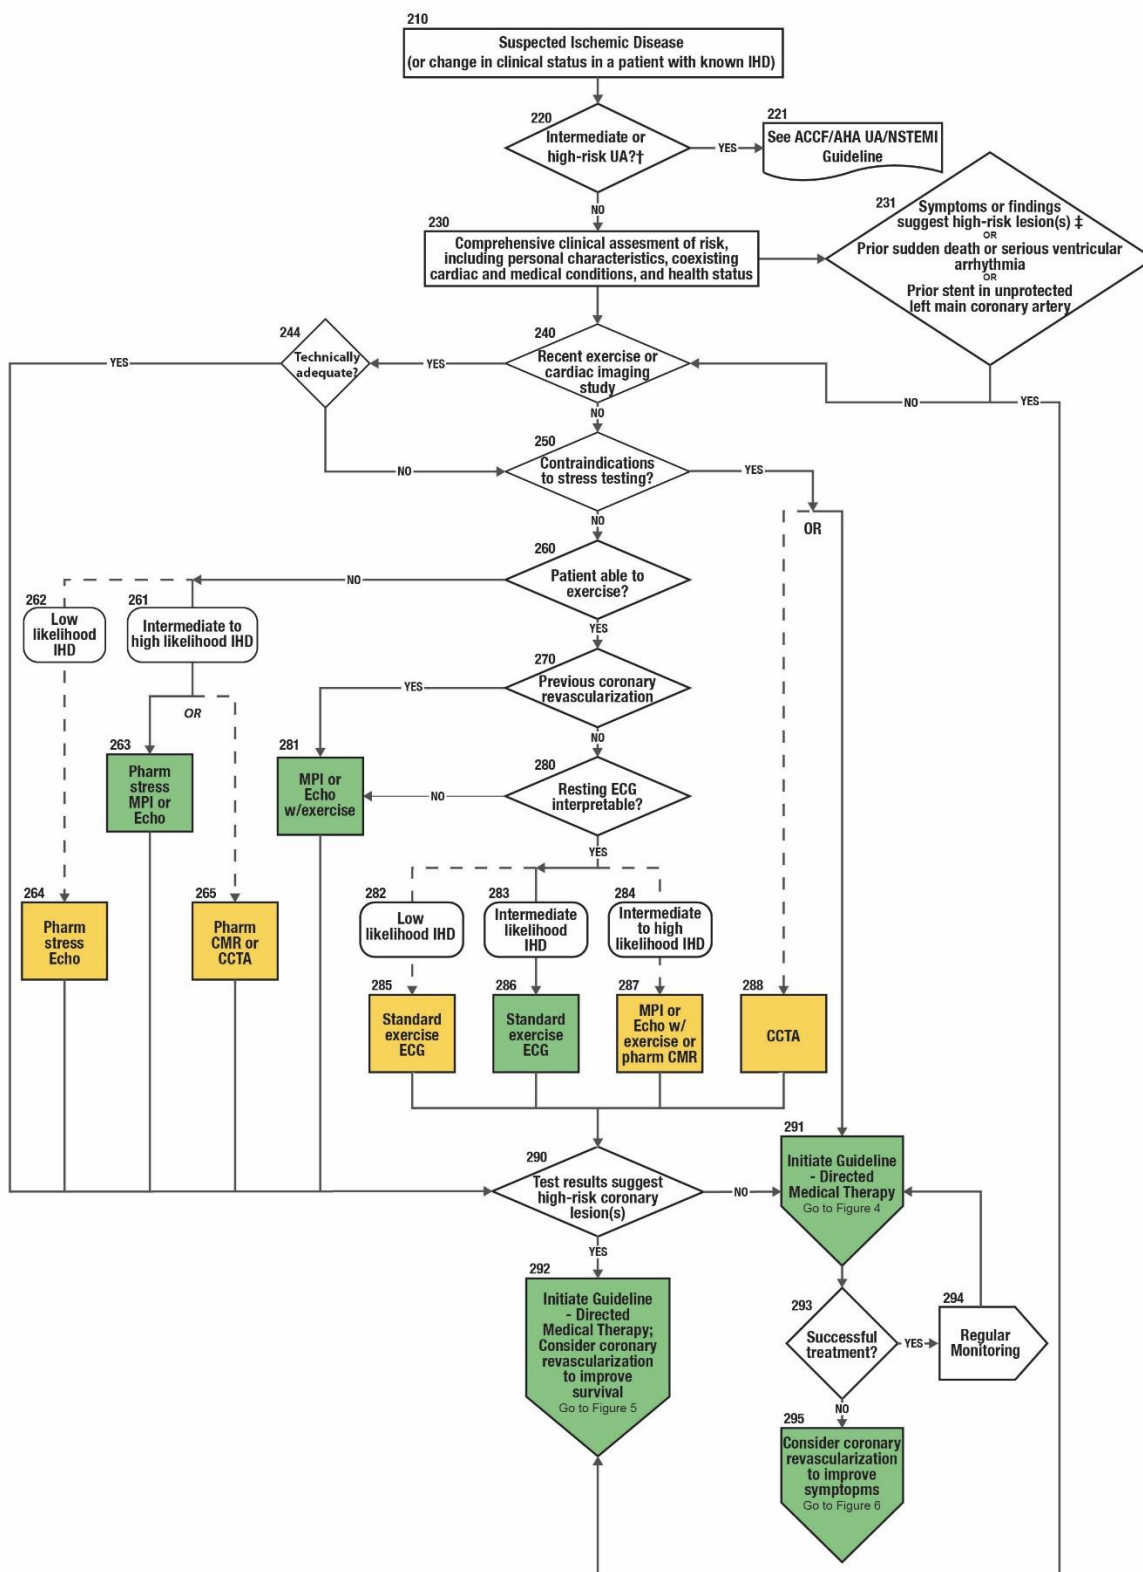 210
Suspected Ischemic Disease
(or change in clinical status in a patient with known IHD)
220
Intermediate or
high-risk UA?†
YES
221
See ACCF/AHA UA/NSTEMI
Guideline
NO
230
Comprehensive clinical assesment of risk,
including personal characteristics, coexisting
cardiac and medical conditions, and health status
231
Symptoms or findings
suggest high-risk lesion(s) ‡
OR
Prior sudden death or serious ventricular
arrhythmia
OR
Prior stent in unprotected
left main coronary artery
NO
YES
240
Recent exercise or
cardiac imaging
study
YES
244
Technically
adequate?
YES
NO
NO
250
Contraindications
to stress testing?
YES
OR
NO
260
Patient able to
exercise?
NO
262
Low
likelihood
IHD
261
Intermediate to
high likelihood IHD
OR
YES
270
Previous coronary
revascularization
YES
NO
263
Pharm
stress
MPI or
Echo
281
MPI or
Echo
w/exercise
280
Resting ECG
interpretable?
NO
YES
264
Pharm
stress
Echo
265
Pharm
CMR or
CCTA
282
Low
likelihood IHD
283
Intermediate
likelihood
IHD
284
Intermediate
to high
likelihood IHD
285
Standard
exercise
ECG
286
Standard
exercise
ECG
287
MPI or
Echo w/
exercise or
pharm CMR
288
CCTA
290
Test results suggest
high-risk coronary
lesion(s)
NO
YES
291
Initiate Guideline
- Directed
Medical Therapy
Go to Figure 4
292
Initiate Guideline
- Directed
Medical Therapy;
Consider coronary
revascularization
to improve
survival
Go to Figure 5
293
Successful
treatment?
YES
294
Regular
Monitoring
NO
295
Consider coronary
revascularization
to improve
symptopms
Go to Figure 6